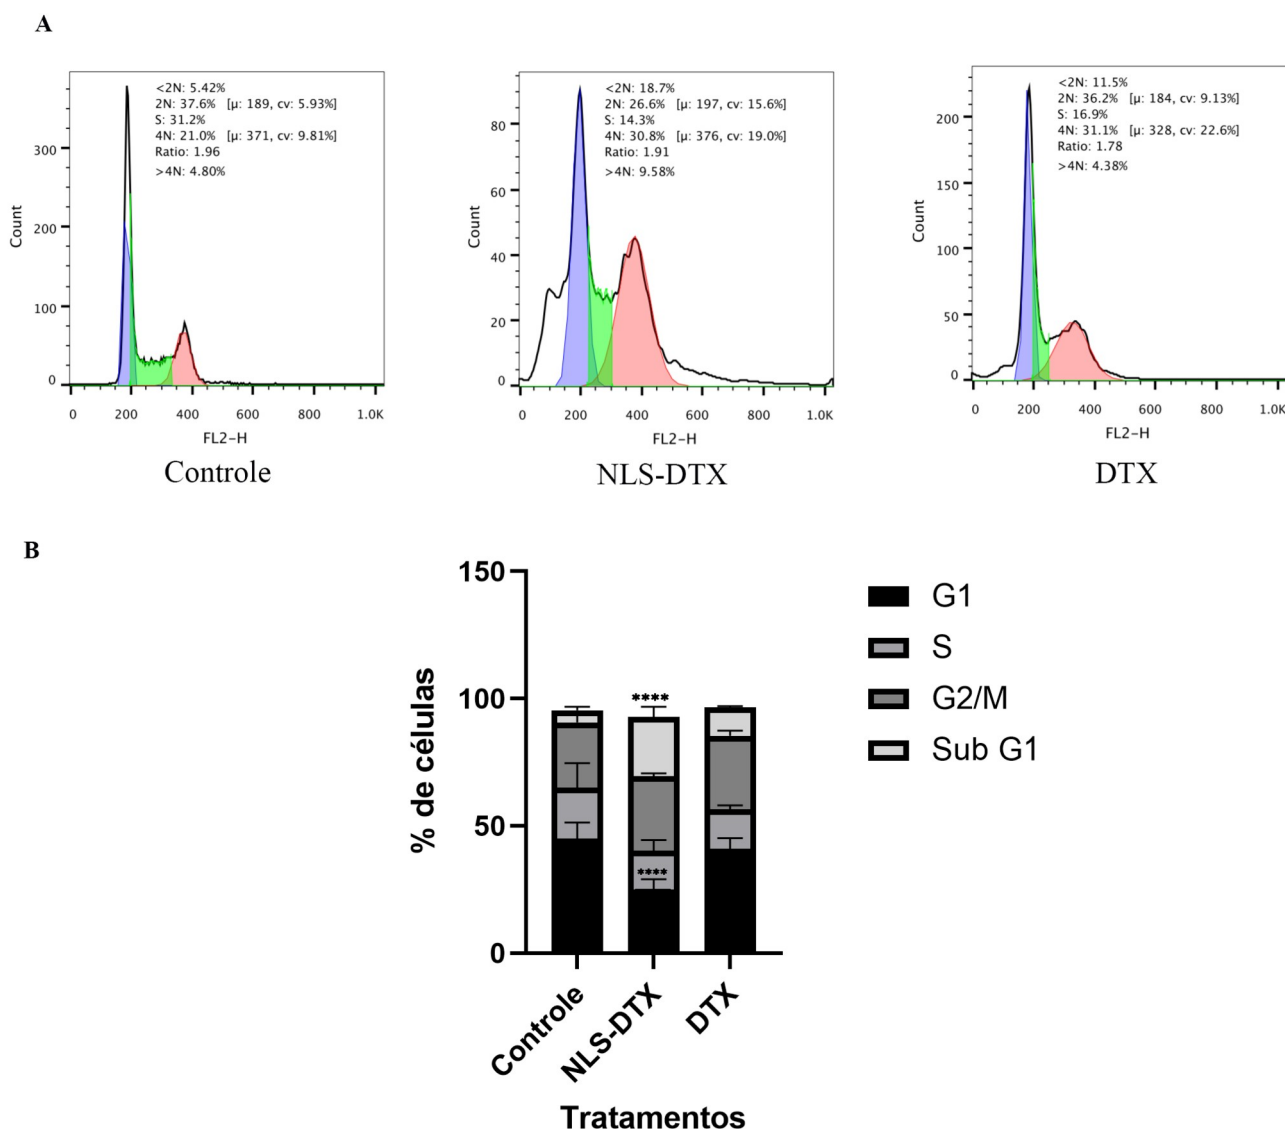 A
<2N: 5.42%
2N: 37.6% [µ: 189, cv: 5.93%]
S: 31.2%
4N: 21.0% [µ: 371, cv: 9.81%]
Ratio: 1.96
>4N: 4.80%
Count
300
200
100
0
0 200 400 600 800 1.0K
FL2-H
Controle
<2N: 18.7%
2N: 26.6% [µ: 197, cv: 15.6%]
S: 14.3%
4N: 30.8% [µ: 376, cv: 19.0%]
Ratio: 1.91
>4N: 9.58%
Count
80
60
40
20
0
0 200 400 600 800 1.0K
FL2-H
NLS-DTX
<2N: 11.5%
2N: 36.2% [µ: 184, cv: 9.13%]
S: 16.9%
4N: 31.1% [µ: 328, cv: 22.6%]
Ratio: 1.78
>4N: 4.38%
Count
200
150
100
50
0
0 200 400 600 800 1.0K
FL2-H
DTX
B
150
100
50
0
% de células
****
****
Controle
NLS-DTX
DTX
Tratamentos
G1
S
G2/M
Sub G1